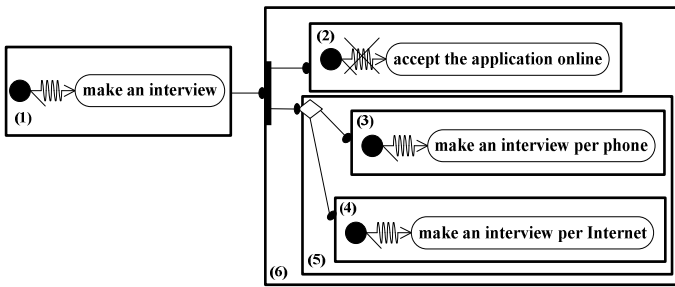 (1)
make an interview
(2)
accept the application online
(3)
make an interview per phone
(4)
make an interview per Internet
(5)
(6)